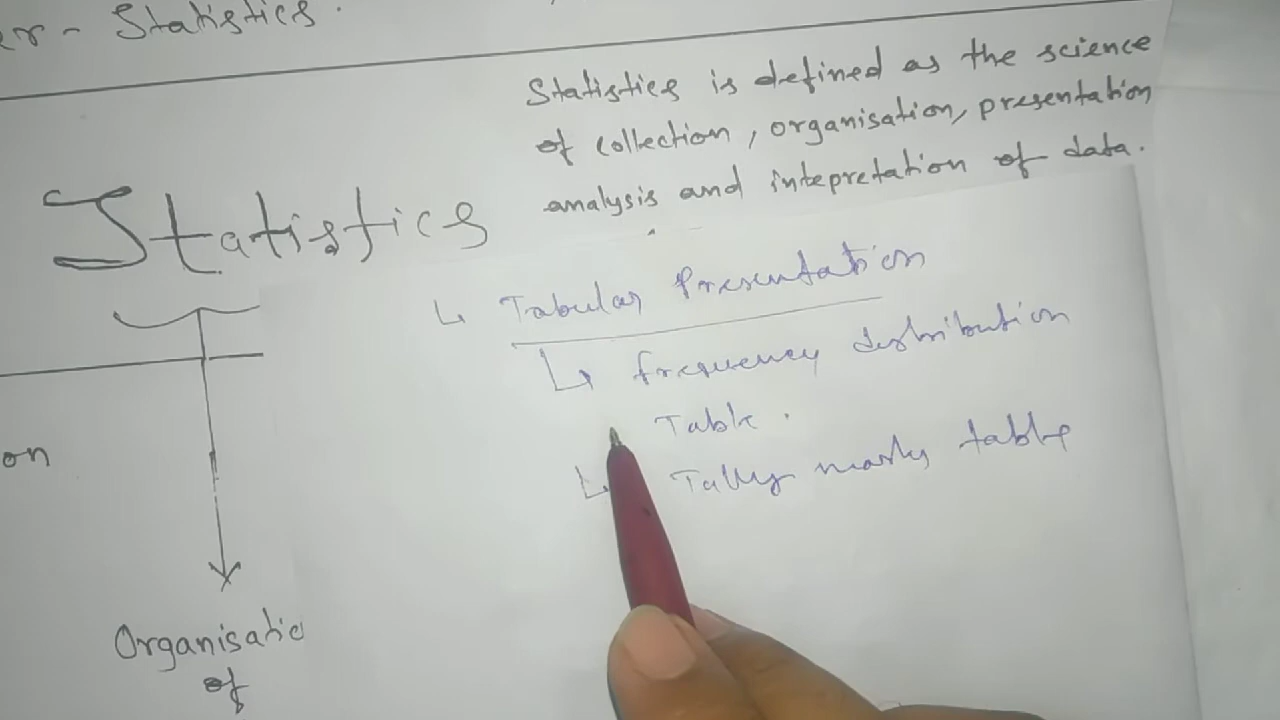 er - Statistics.
Statistics is defined as the science
of collection, organisation, presentation
analysis and intepretation of data.
Statistics
Tabular Presentation
frequency distribution
Table.
Tally marks table
on
Organisatio
of